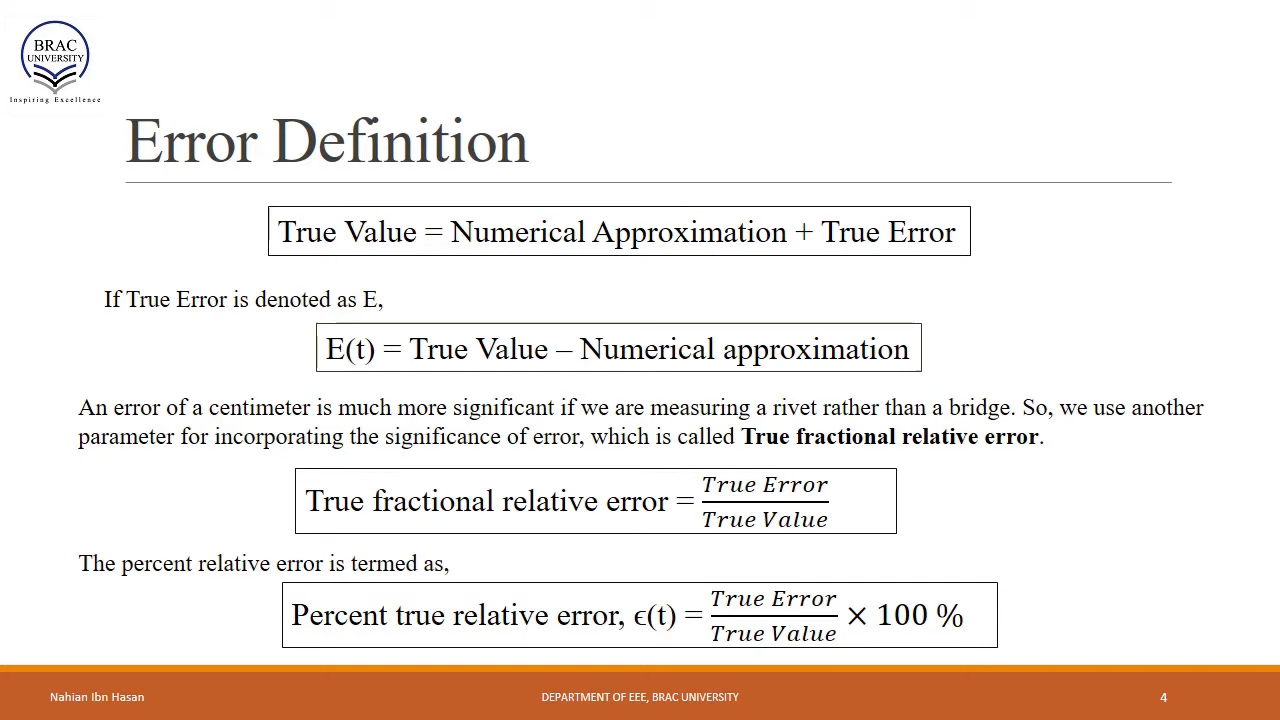 BRAC
UNIVERSITY
Inspiring Excellence
Error Definition
True Value = Numerical Approximation + True Error
If True Error is denoted as E,
E(t) = True Value – Numerical approximation
An error of a centimeter is much more significant if we are measuring a rivet rather than a bridge. So, we use another
parameter for incorporating the significance of error, which is called True fractional relative error.
True fractional relative error = True Error / True Value
The percent relative error is termed as,
Percent true relative error, ϵ(t) = True Error / True Value × 100 %
Nahian Ibn Hasan
DEPARTMENT OF EEE, BRAC UNIVERSITY
4